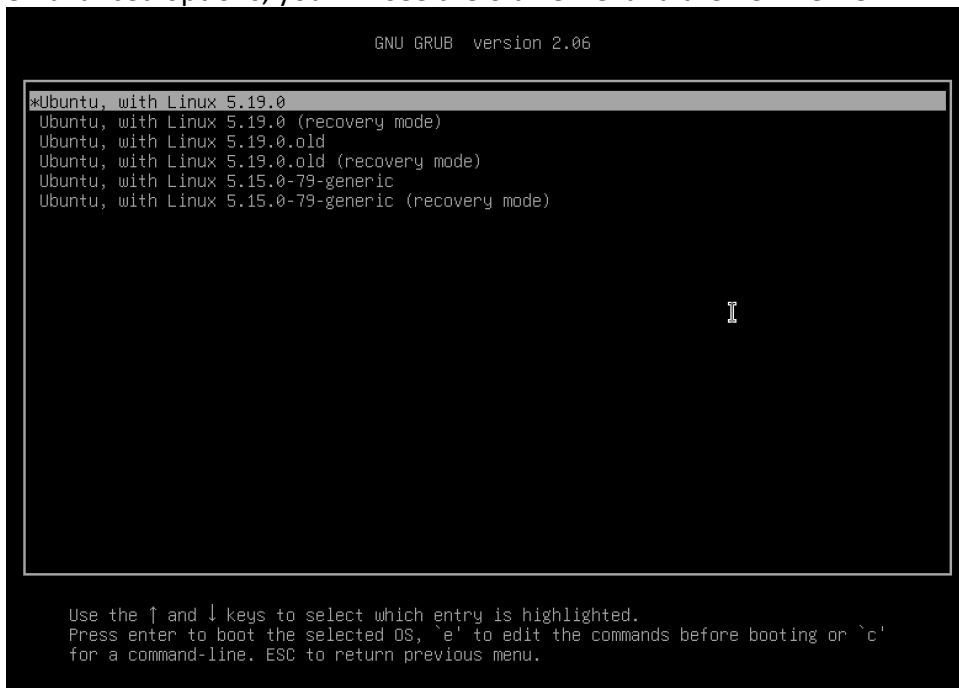 GNU GRUB version 2.06
*Ubuntu, with Linux 5.19.0
Ubuntu, with Linux 5.19.0 (recovery mode)
Ubuntu, with Linux 5.19.0.old
Ubuntu, with Linux 5.19.0.old (recovery mode)
Ubuntu, with Linux 5.15.0-79-generic
Ubuntu, with Linux 5.15.0-79-generic (recovery mode)
Use the ↑ and ↓ keys to select which entry is highlighted.
Press enter to boot the selected OS, `e' to edit the commands before booting or `c'
for a command-line. ESC to return previous menu.